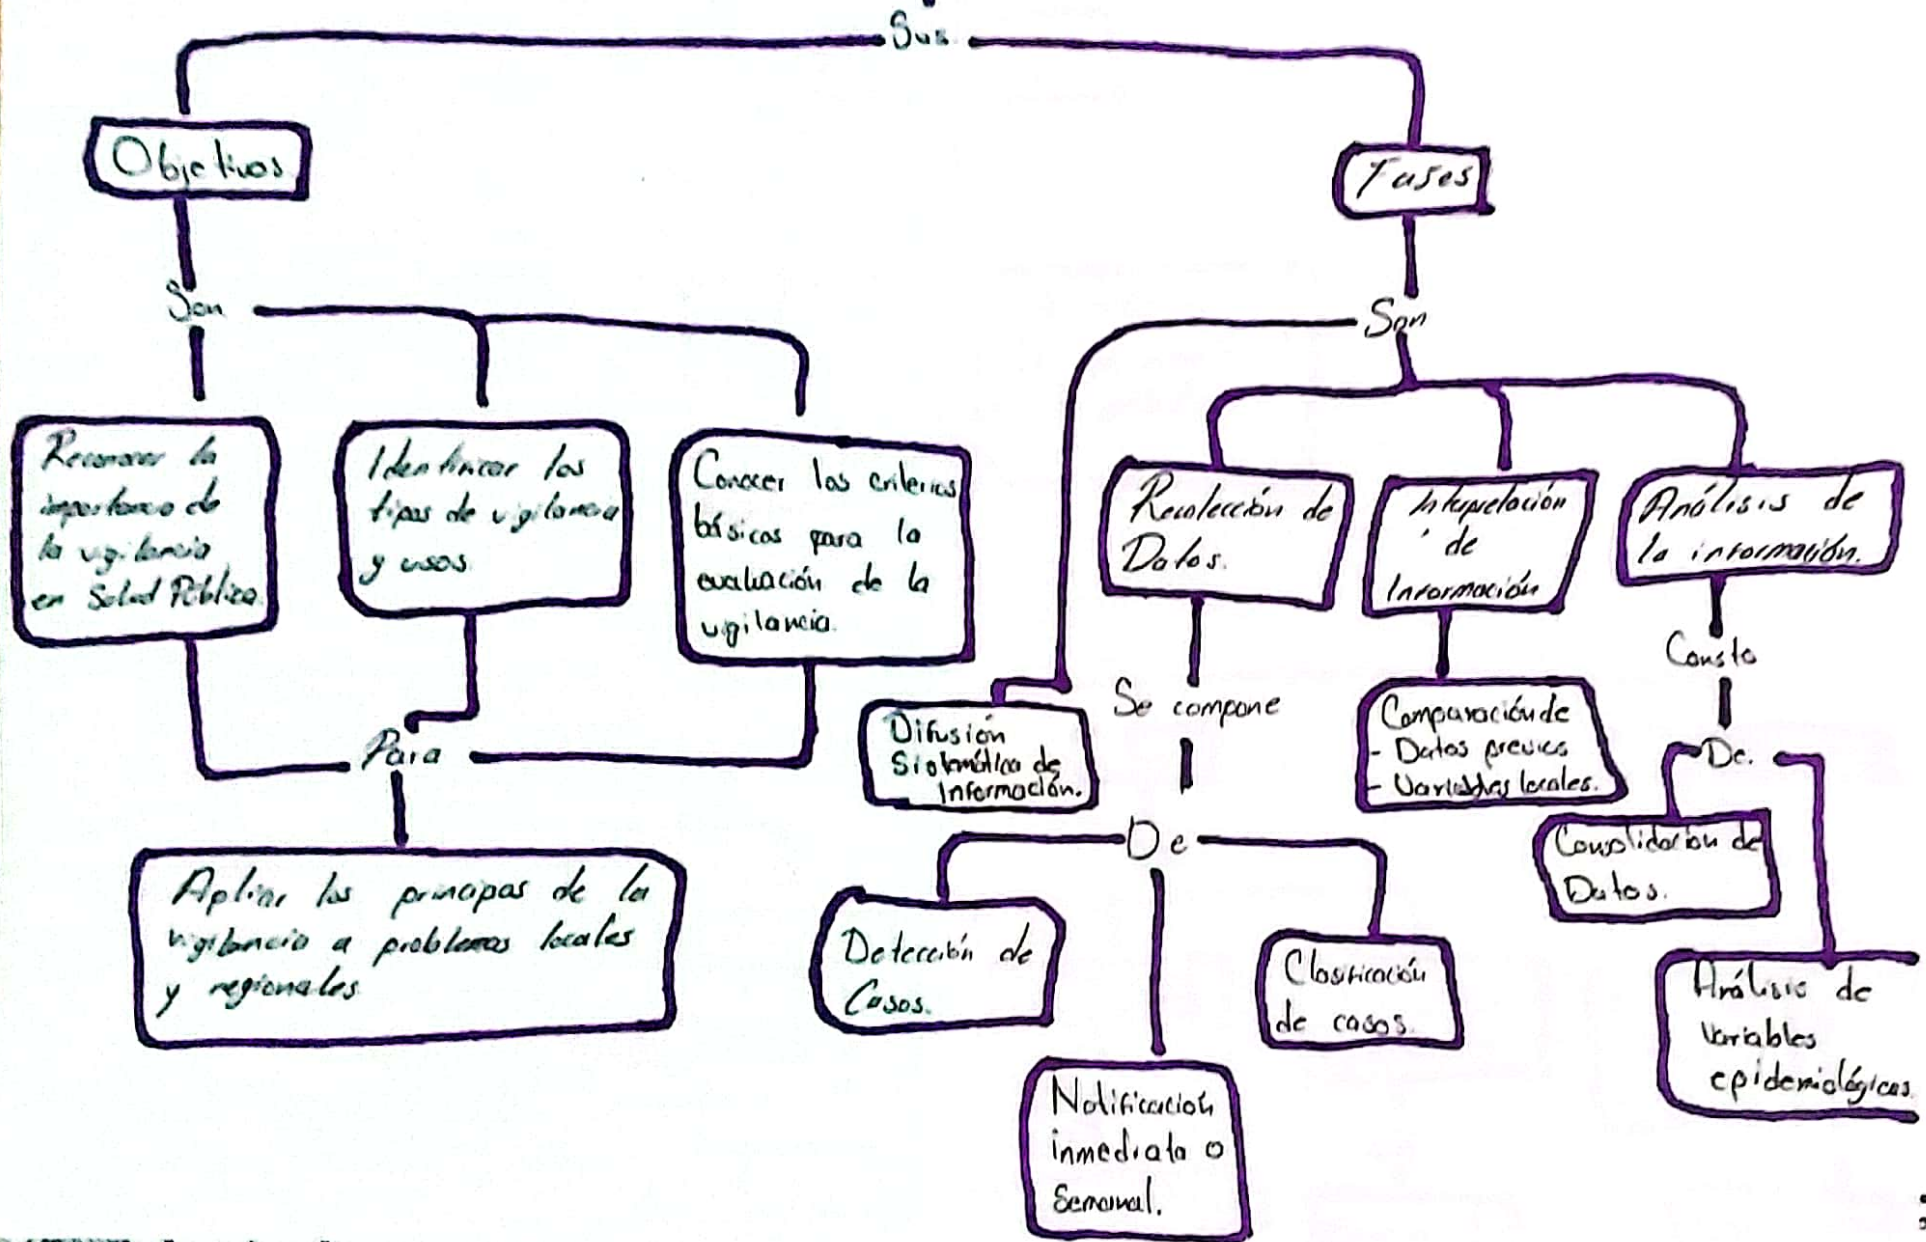 Sus
Objetivos
Fases
Son
Son
Reconocer la
importancia de
la vigilancia
en Salud Pública.
Identificar los
tipos de vigilancia
y usos
Conocer los criterios
básicos para la
evaluación de la
vigilancia.
Recolección de
Datos.
Interpretación
de
Información
Análisis de
la información.
Difusión
Sistemática de
Información.
Se compone
Comparación de
- Datos previos
- Variables locales.
Consta
De.
Para
De
Consolidación de
Datos.
Aplicar los principios de la
vigilancia a problemas locales
y regionales
Detección de
Casos.
Clasificación
de casos.
Análisis de
Variables
epidemiológicas.
Notificación
inmediata o
Semanal.